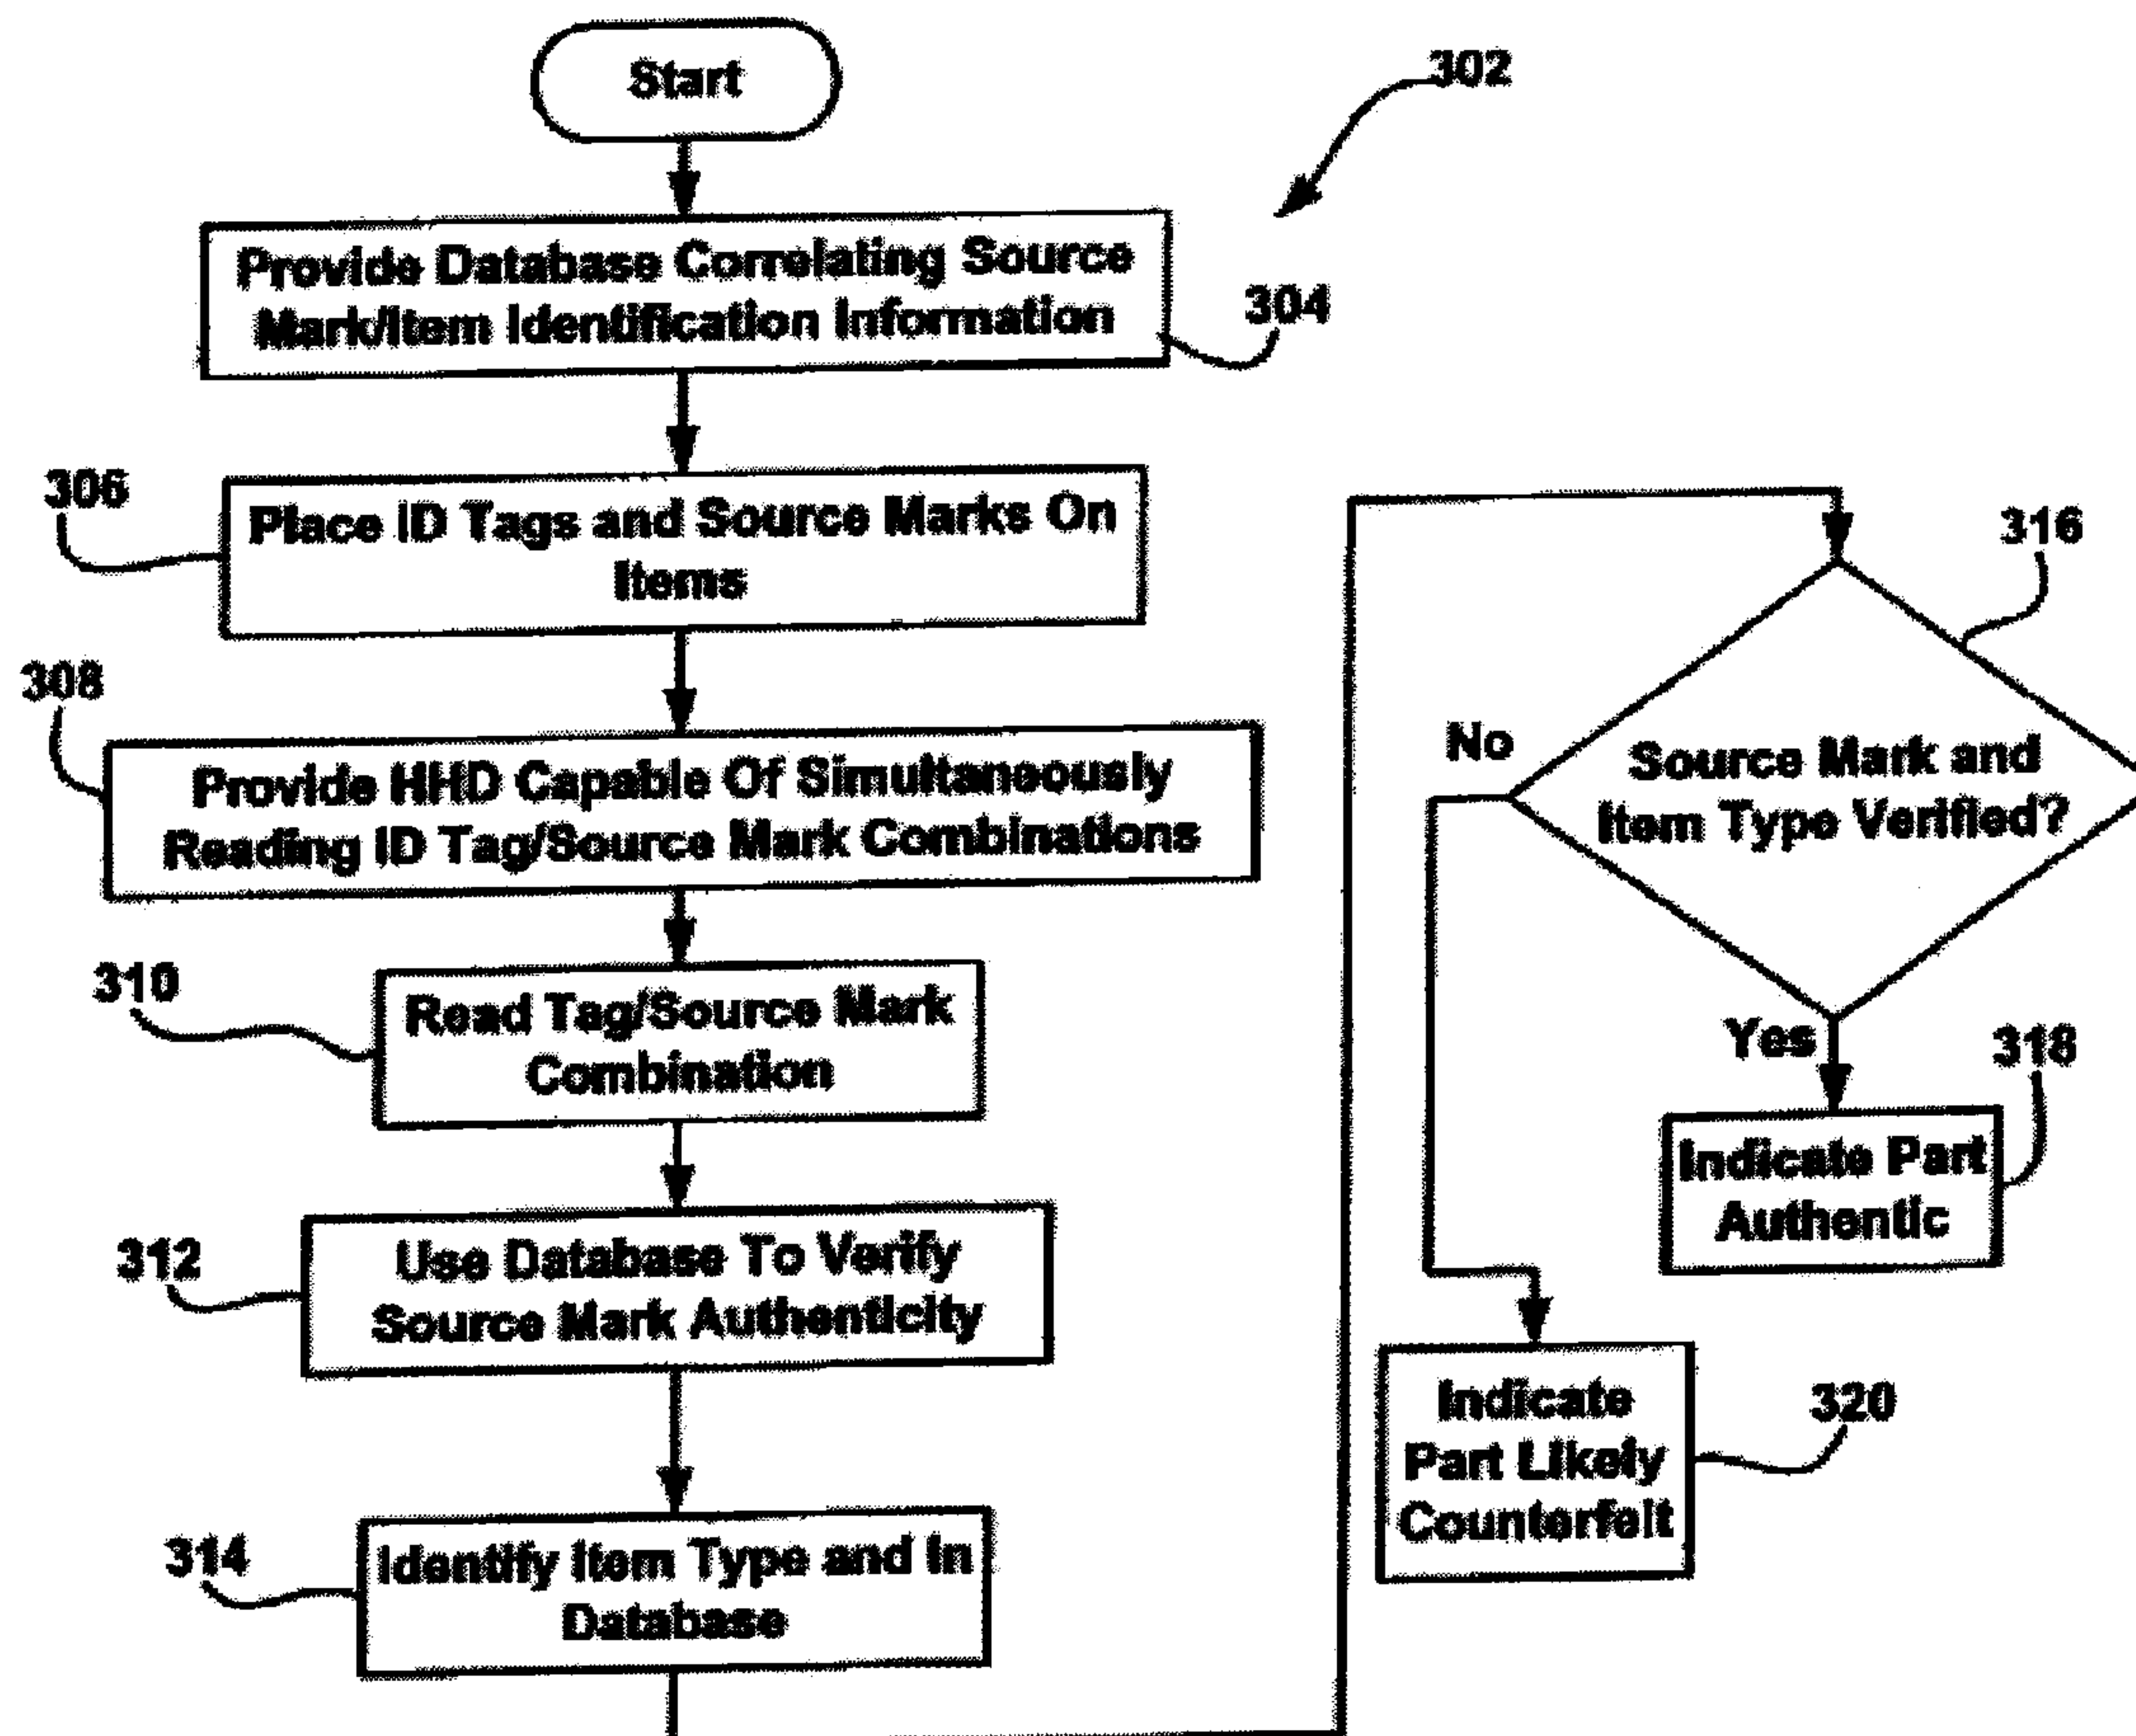 Start
302
Provide Database Correlating Source
Mark/Item Identification Information
304
306
Place ID Tags and Source Marks On
Items
308
Provide HHD Capable Of Simultaneously
Reading ID Tag/Source Mark Combinations
310
Read Tag/Source Mark
Combination
312
Use Database To Verify
Source Mark Authenticity
314
Identify Item Type and In
Database
316
No
Source Mark and
Item Type Verified?
Yes
318
Indicate Part
Authentic
Indicate
Part Likely
Counterfeit
320